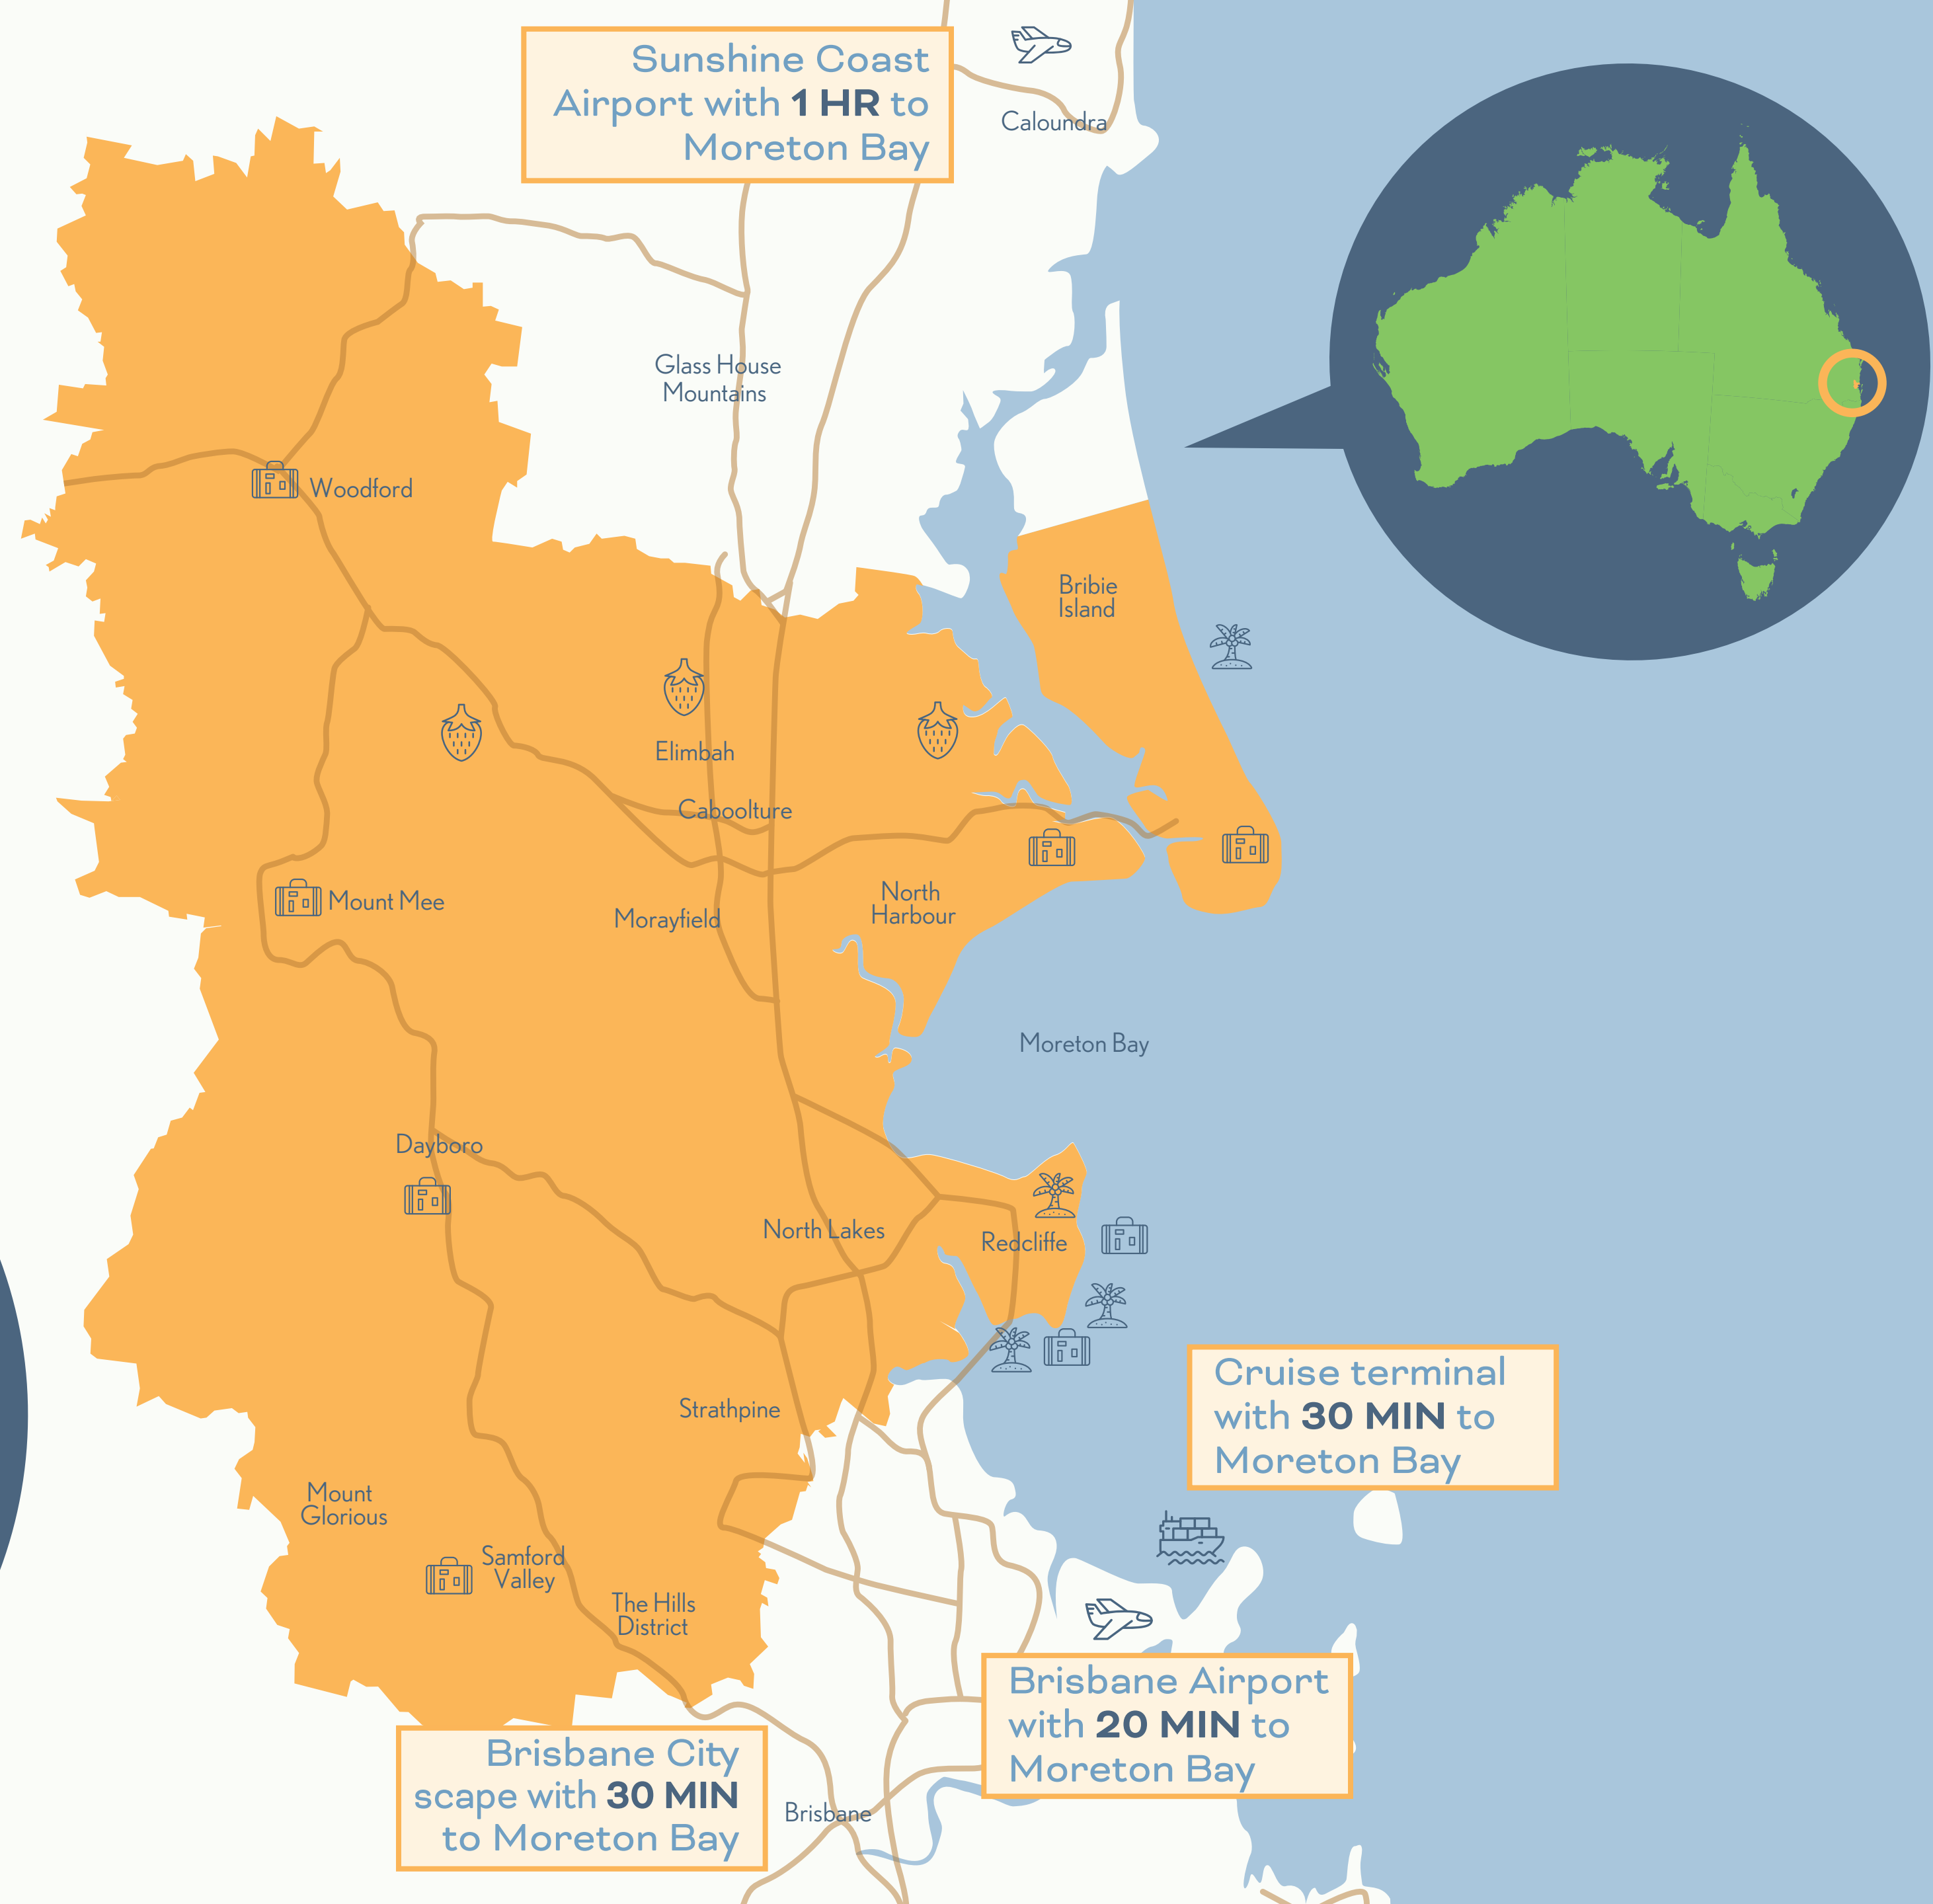 Sunshine Coast
Airport with 1 HR to
Moreton Bay
Caloundra
Glass House
Mountains
Woodford
Bribie
Island
Elimbah
Caboolture
Mount Mee
Morayfield
North
Harbour
Moreton Bay
Dayboro
North Lakes
Redcliffe
Strathpine
Cruise terminal
with 30 MIN to
Moreton Bay
Mount
Glorious
Samford
Valley
The Hills
District
Brisbane Airport
with 20 MIN to
Moreton Bay
Brisbane City
scape with 30 MIN
to Moreton Bay
Brisbane